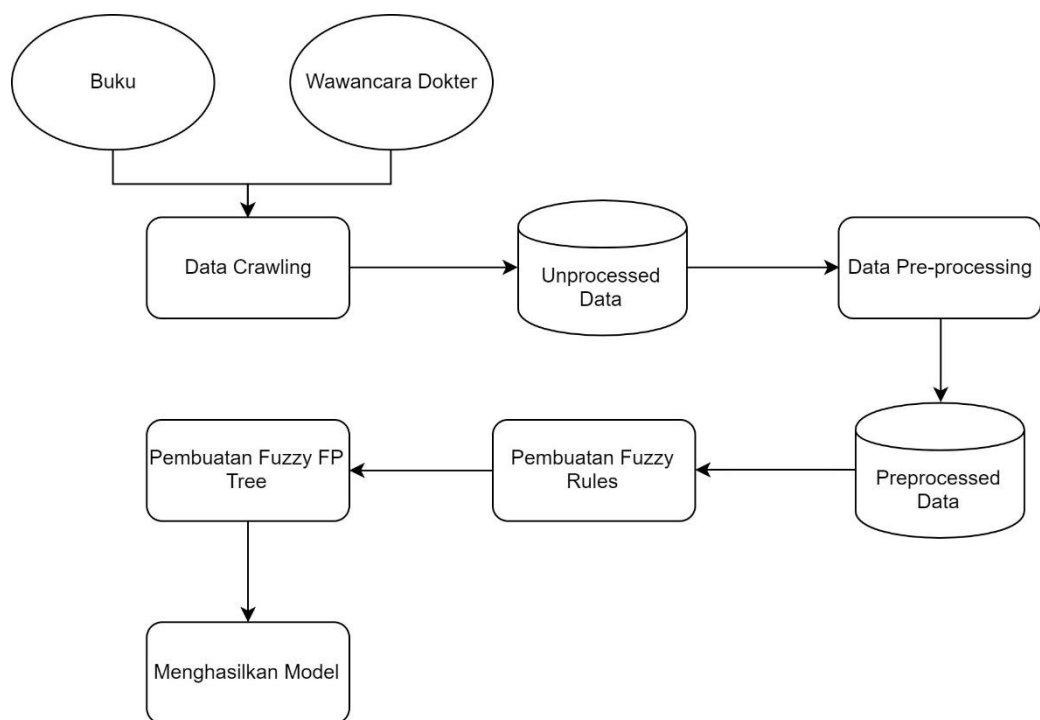 Buku
Wawancara Dokter
Data Crawling
Unprocessed
Data
Data Pre-processing
Pembuatan Fuzzy FP
Tree
Pembuatan Fuzzy
Rules
Preprocessed
Data
Menghasilkan Model